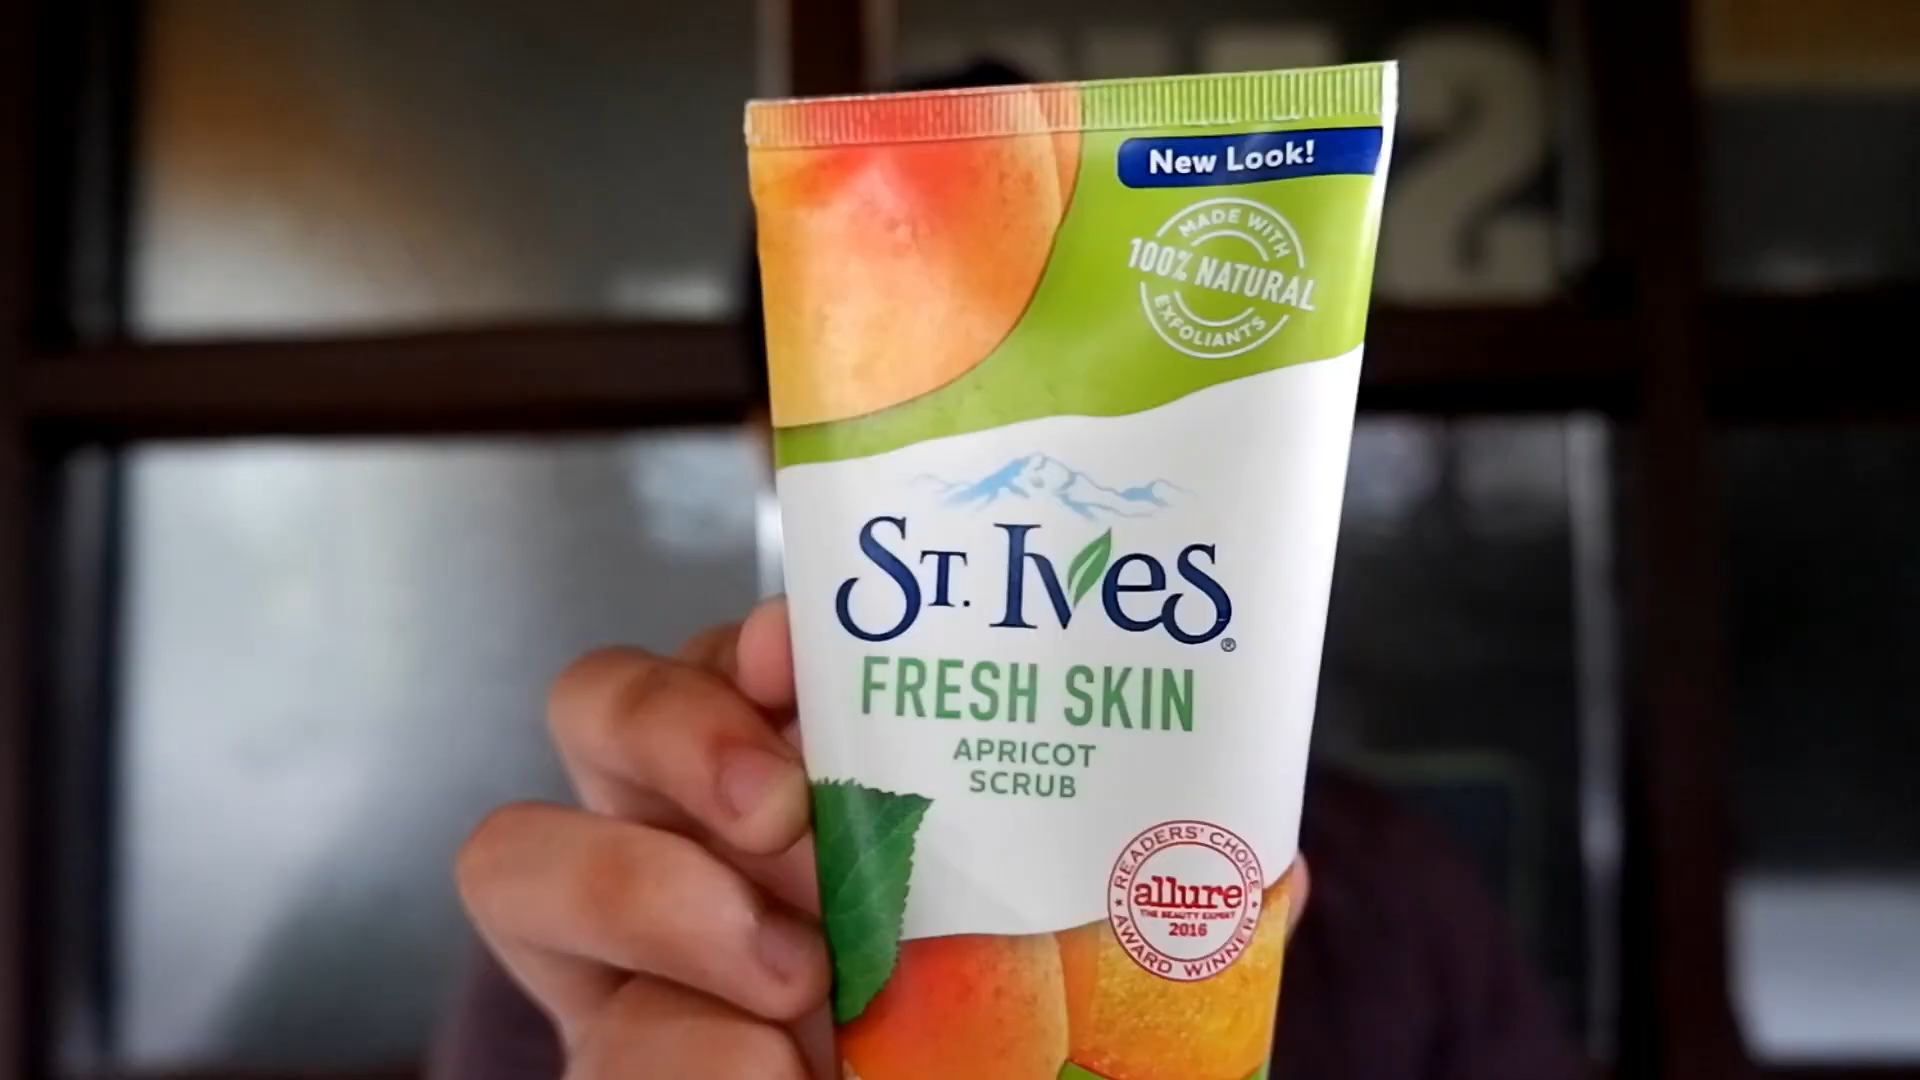 New Look!
MADE WITH
100% NATURAL
EXFOLIANTS
ST. Ives®
FRESH SKIN
APRICOT
SCRUB
READERS' CHOICE
allure
THE BEAUTY EXPERT
2016
AWARD WINNER